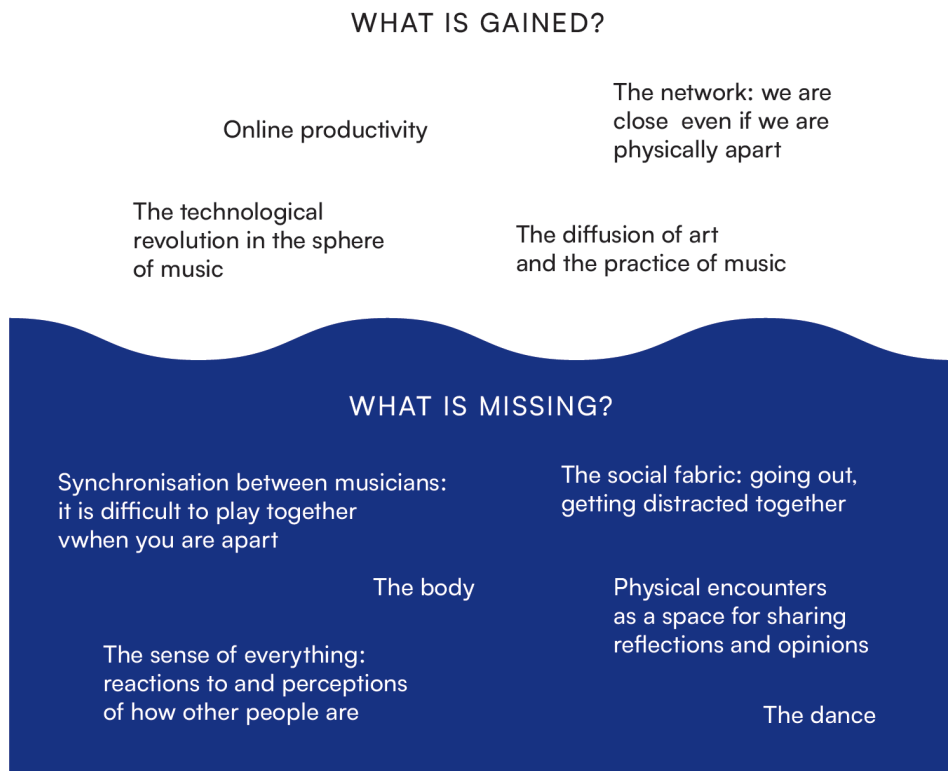 WHAT IS GAINED?
Online productivity
The network: we are
close even if we are
physically apart
The technological
revolution in the sphere
of music
The diffusion of art
and the practice of music
WHAT IS MISSING?
Synchronisation between musicians:
it is difficult to play together
vwhen you are apart
The social fabric: going out,
getting distracted together
The body
Physical encounters
as a space for sharing
reflections and opinions
The sense of everything:
reactions to and perceptions
of how other people are
The dance